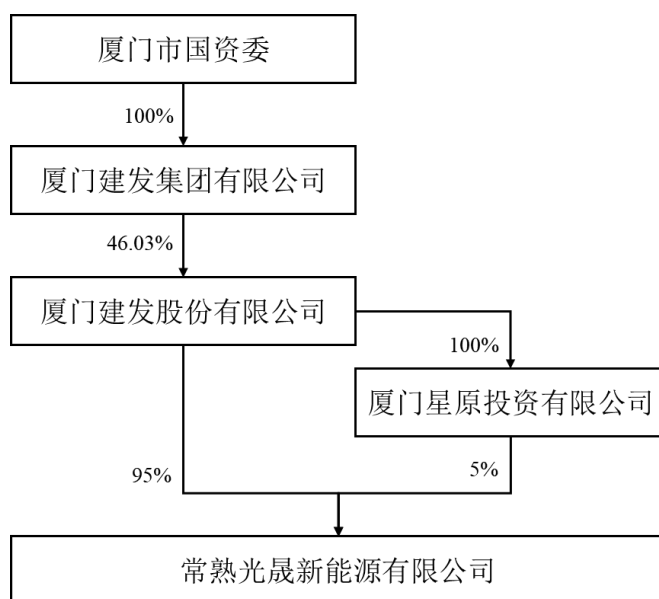 厦门市国资委
100%
厦门建发集团有限公司
46.03%
厦门建发股份有限公司
100%
厦门星原投资有限公司
95%
5%
常熟光晟新能源有限公司